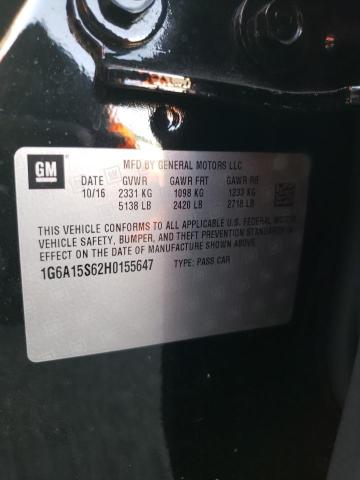 GM
MFD BY GENERAL MOTORS LLC
DATE GVWR GAWR FRT GAWR RR
10/16 2331 KG 1098 KG 1233 KG
5138 LB 2420 LB 2718 LB
THIS VEHICLE CONFORMS TO ALL APPLICABLE U.S. FEDERAL MOTOR
VEHICLE SAFETY, BUMPER, AND THEFT PREVENTION STANDARDS IN
EFFECT ON THE DATE OF MANUFACTURE SHOWN ABOVE.
1G6A15S62H0155647 TYPE: PASS CAR